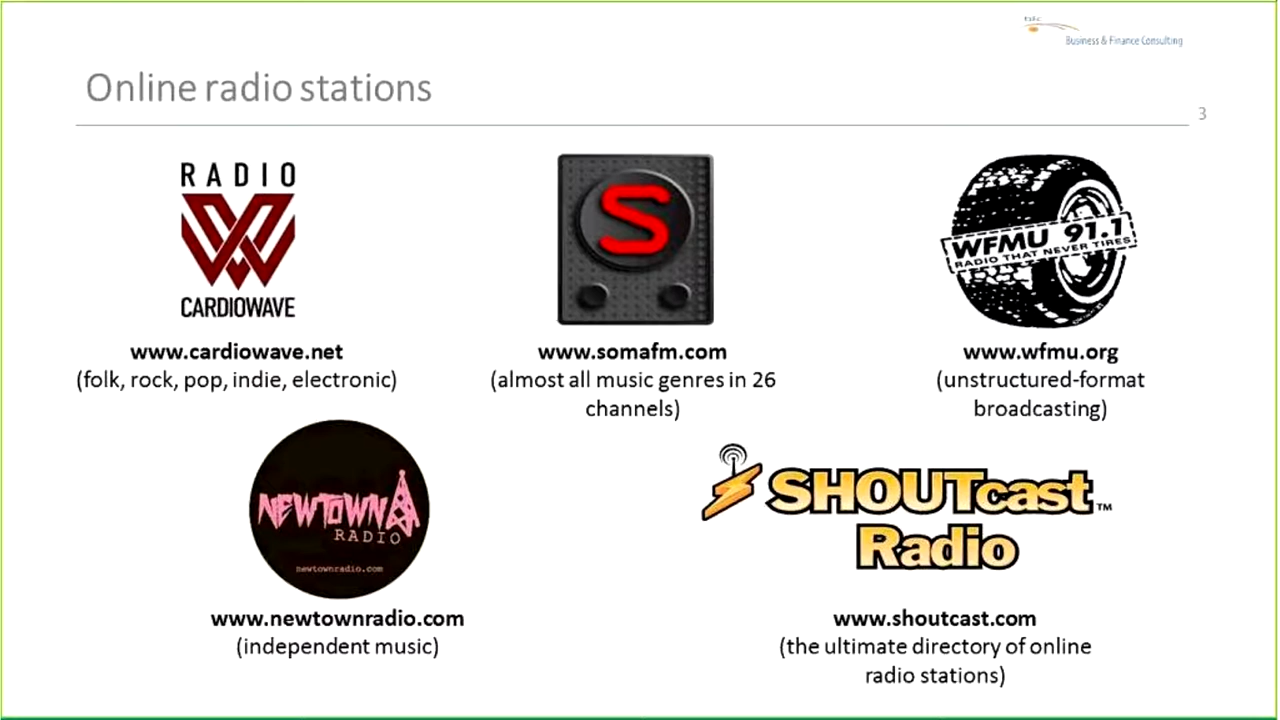 bfc
Business & Finance Consulting
Online radio stations
3
RADIO
CARDIOWAVE
www.cardiowave.net
(folk, rock, pop, indie, electronic)
S
www.somafm.com
(almost all music genres in 26
channels)
WFMU 91.1
RADIO THAT NEVER TIRES
www.wfmu.org
(unstructured-format
broadcasting)
NEWTOWN
RADIO
newtownradio.com
www.newtownradio.com
(independent music)
SHOUTcast™
Radio
www.shoutcast.com
(the ultimate directory of online
radio stations)